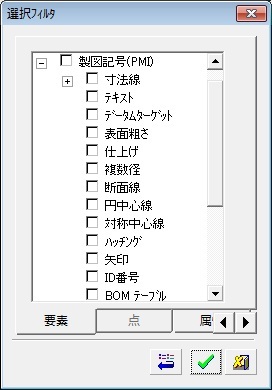 選択ﾌｨﾙﾀ
製図記号(PMI)
寸法線
ﾃｷｽﾄ
ﾃﾞｰﾀﾑﾀｰｹﾞｯﾄ
表面粗さ
仕上げ
複数径
断面線
円中心線
対称中心線
ﾊｯﾁﾝｸﾞ
矢印
ID番号
BOM ﾃｰﾌﾞﾙ
要素 点 属